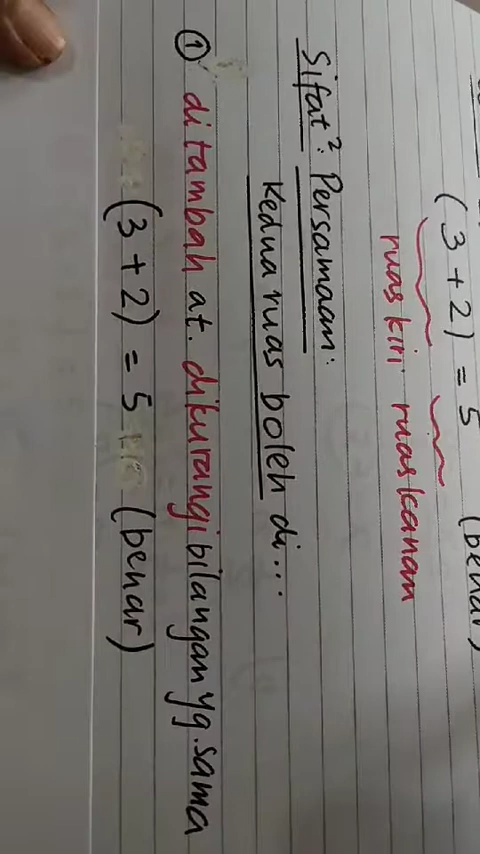 (3+2) = 5 (benar)
ruas kiri ruas kanan
Sifat²: Persamaan:
Kedua ruas boleh di...
① ditambah at. dikurangi bilangan yg. sama
(3+2) = 5 (benar)